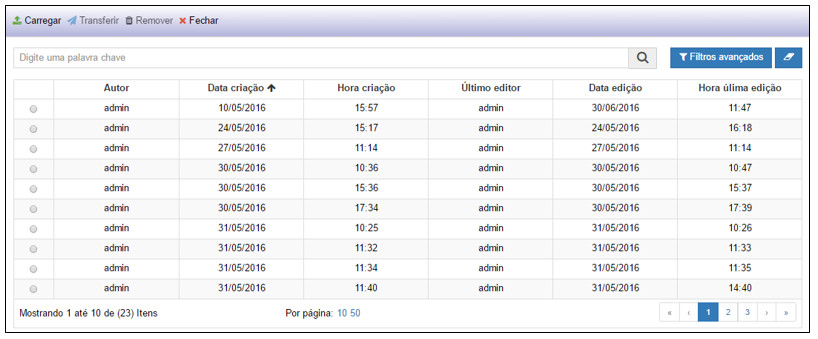 Carregar Transferir Remover Fechar
Digite uma palavra chave
Filtros avançados
Autor Data criação Hora criação Último editor Data edição Hora úlima edição
admin 10/05/2016 15:57 admin 30/06/2016 11:47
admin 24/05/2016 15:17 admin 24/05/2016 16:18
admin 27/05/2016 11:14 admin 27/05/2016 11:14
admin 30/05/2016 10:36 admin 30/05/2016 10:47
admin 30/05/2016 15:36 admin 30/05/2016 15:37
admin 30/05/2016 17:34 admin 30/05/2016 17:39
admin 31/05/2016 10:25 admin 31/05/2016 10:26
admin 31/05/2016 11:32 admin 31/05/2016 11:33
admin 31/05/2016 11:34 admin 31/05/2016 11:35
admin 31/05/2016 11:40 admin 31/05/2016 14:40
Mostrando 1 até 10 de (23) Itens Por página: 10 50 « ‹ 1 2 3 › »